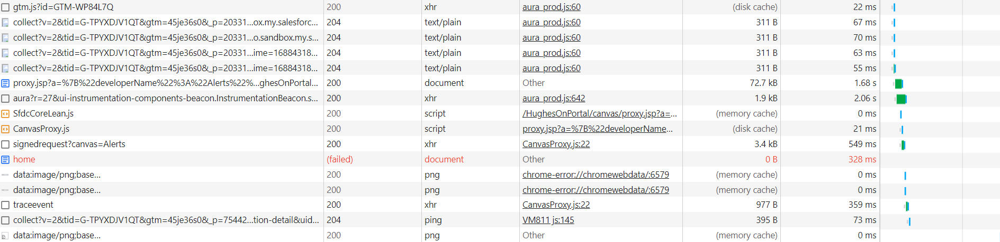 gtm.js?id=GTM-WP84L7Q 200 xhr aura_prod.js:60 (disk cache) 22 ms
collect?v=2&tid=G-TPYXDJV1QT&gtm=45je36s0&_p=20331...ox.my.salesforc... 204 text/plain aura_prod.js:60 311 B 67 ms
collect?v=2&tid=G-TPYXDJV1QT&gtm=45je36s0&_p=20331...o.sandbox.my.s... 204 text/plain aura_prod.js:60 311 B 70 ms
collect?v=2&tid=G-TPYXDJV1QT&gtm=45je36s0&_p=20331...ime=16884318... 204 text/plain aura_prod.js:60 311 B 63 ms
collect?v=2&tid=G-TPYXDJV1QT&gtm=45je36s0&_p=20331...ime=16884318... 204 text/plain aura_prod.js:60 311 B 55 ms
proxy.jsp?a=%7B%22developerName%22%3A%22Alerts%22%...ghesOnPortal... 200 document Other 72.7 kB 1.68 s
aura?r=27&ui-instrumentation-components-beacon.InstrumentationBeacon.s... 200 xhr aura_prod.js:642 1.9 kB 2.06 s
SfdcCoreLean.js 200 script /HughesOnPortal/canvas/proxy.jsp?a=... (memory cache) 0 ms
CanvasProxy.js 200 script proxy.jsp?a=%7B%22developerName... (disk cache) 21 ms
signedrequest?canvas=Alerts 200 xhr CanvasProxy.js:22 3.4 kB 549 ms
home (failed) document Other 0 B 328 ms
data:image/png;base... 200 png chrome-error://chromewebdata/:6579 (memory cache) 0 ms
data:image/png;base... 200 png chrome-error://chromewebdata/:6579 (memory cache) 0 ms
traceevent 200 xhr CanvasProxy.js:22 977 B 359 ms
collect?v=2&tid=G-TPYXDJV1QT&gtm=45je36s0&_p=75442...tion-detail&uid... 204 ping VM811 js:145 395 B 73 ms
data:image/png;base... 200 png Other (memory cache) 0 ms